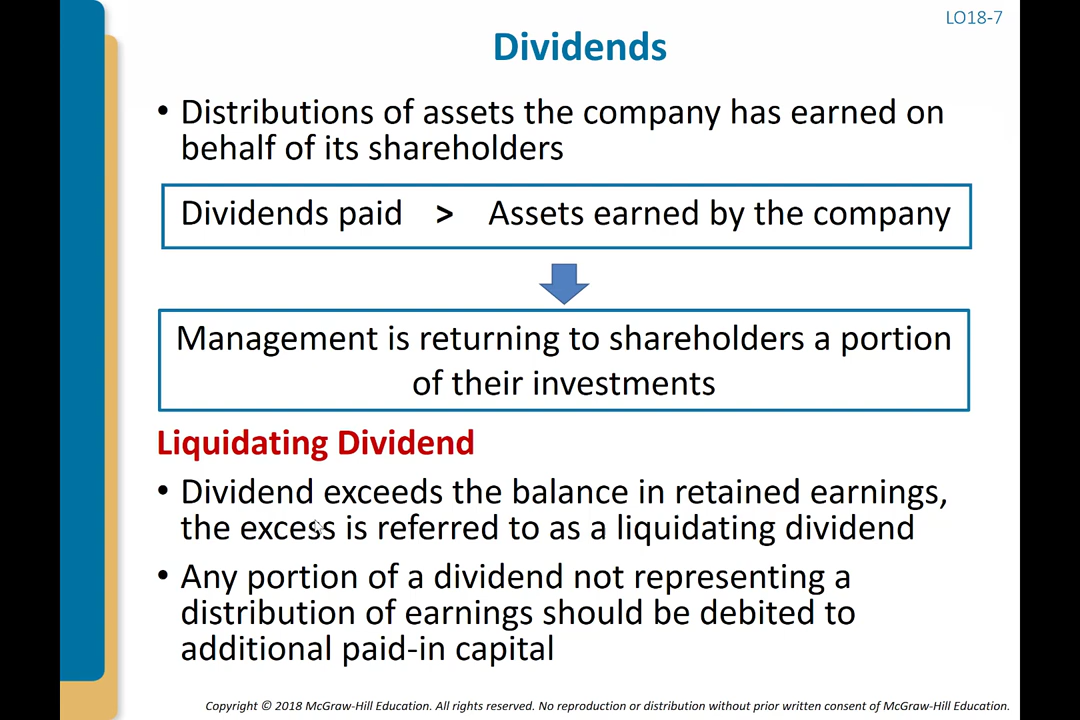 LO18-7
Dividends
• Distributions of assets the company has earned on
behalf of its shareholders
Dividends paid > Assets earned by the company
Management is returning to shareholders a portion
of their investments
Liquidating Dividend
• Dividend exceeds the balance in retained earnings,
the excess is referred to as a liquidating dividend
• Any portion of a dividend not representing a
distribution of earnings should be debited to
additional paid-in capital
Copyright © 2018 McGraw-Hill Education. All rights reserved. No reproduction or distribution without prior written consent of McGraw-Hill Education.